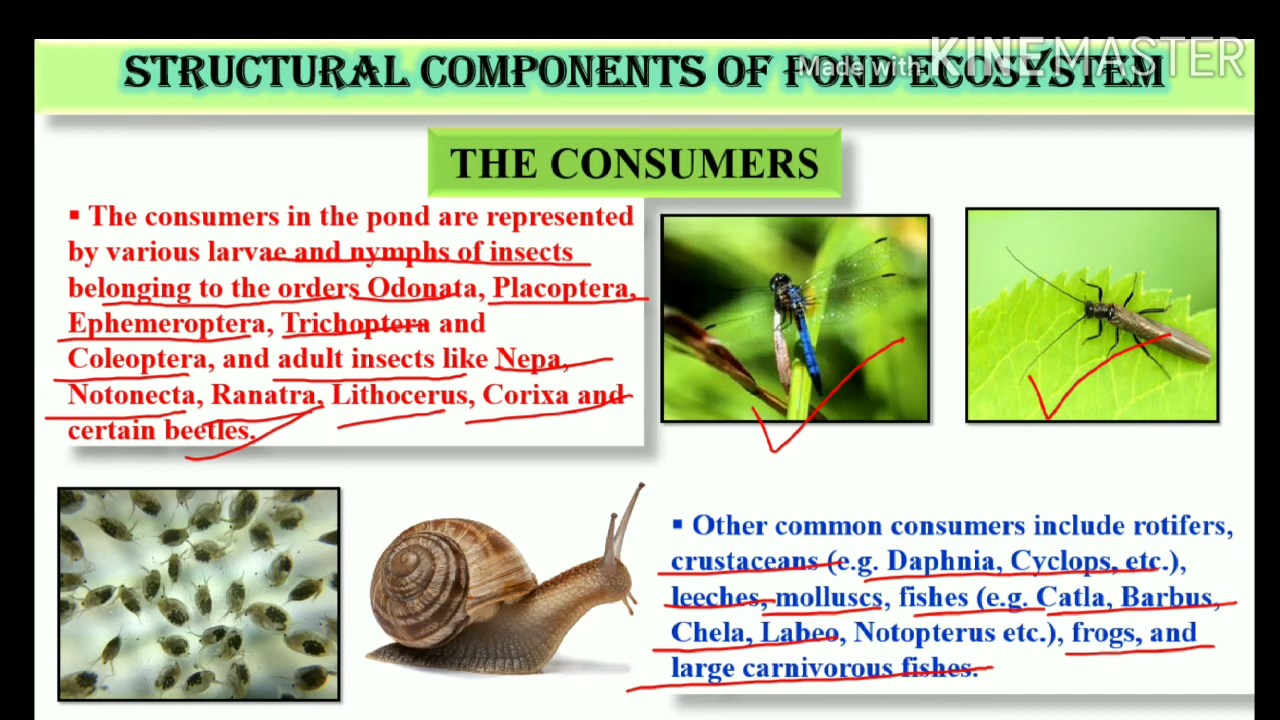 STRUCTURAL COMPONENTS OF POND ECOSYSTEM
Made with KINEMASTER
THE CONSUMERS
▪ The consumers in the pond are represented
by various larvae and nymphs of insects
belonging to the orders Odonata, Placoptera,
Ephemeroptera, Trichoptera and
Coleoptera, and adult insects like Nepa,
Notonecta, Ranatra, Lithocerus, Corixa and
certain beetles.
▪ Other common consumers include rotifers,
crustaceans (e.g. Daphnia, Cyclops, etc.),
leeches, molluscs, fishes (e.g. Catla, Barbus,
Chela, Labeo, Notopterus etc.), frogs, and
large carnivorous fishes.